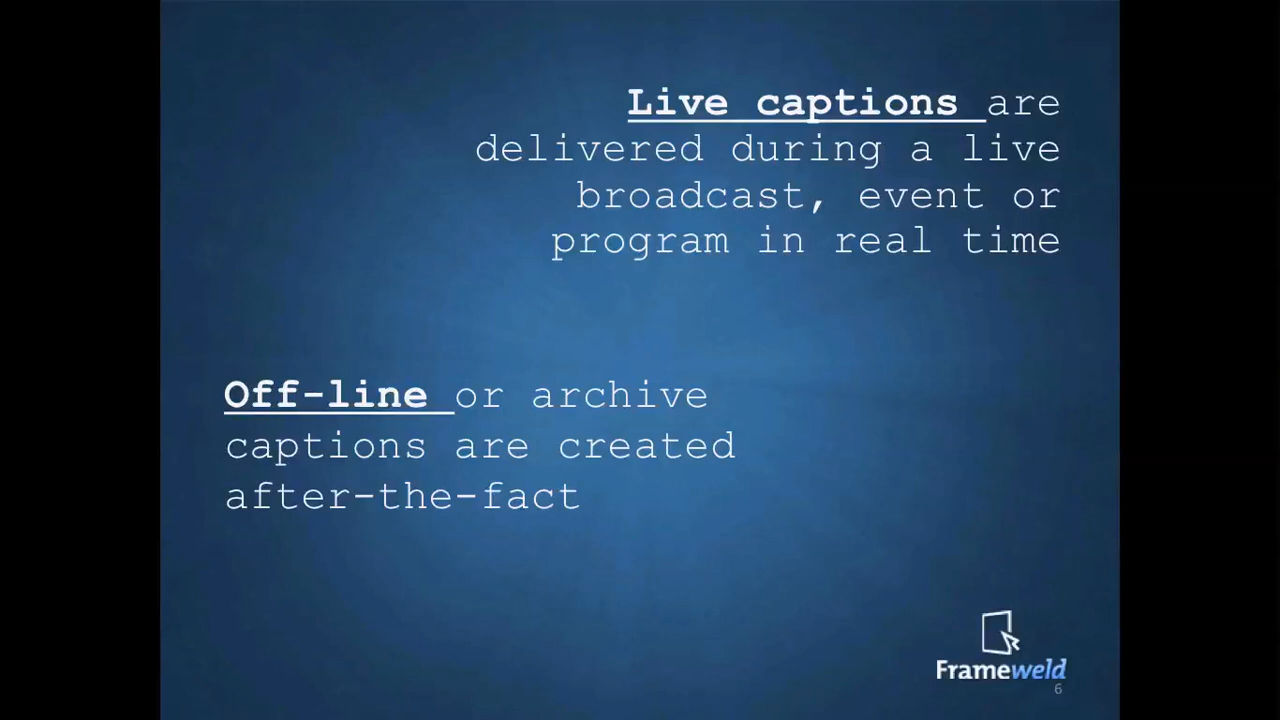 Live captions are
delivered during a live
broadcast, event or
program in real time
Off-line or archive
captions are created
after-the-fact
Frameweld
6